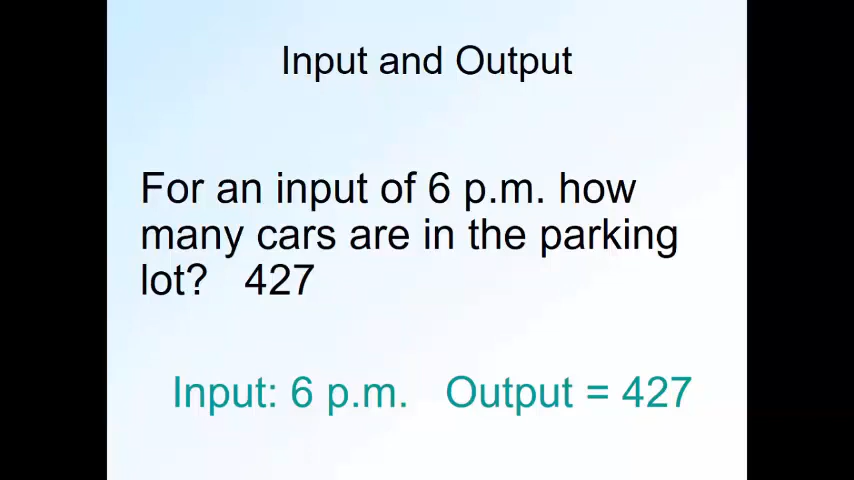 Input and Output
For an input of 6 p.m. how
many cars are in the parking
lot? 427
Input: 6 p.m. Output = 427